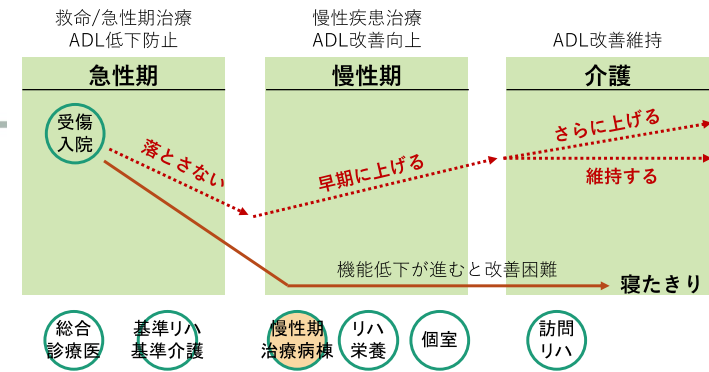 救命/急性期治療
ADL低下防止
慢性疾患治療
ADL改善向上
ADL改善維持
急性期
慢性期
介護
受傷
入院
落とさない
早期に上げる
さらに上げる
維持する
機能低下が進むと改善困難
寝たきり
総合
診療医
基準リハ
基準介護
慢性期
治療病棟
リハ
栄養
個室
訪問
リハ